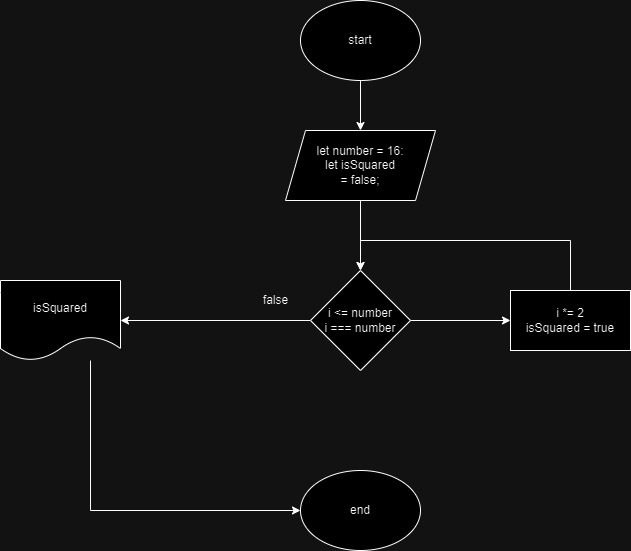 start
let number = 16:
let isSquared
= false;
false
isSquared
i <= number
i === number
i *= 2
isSquared = true
end